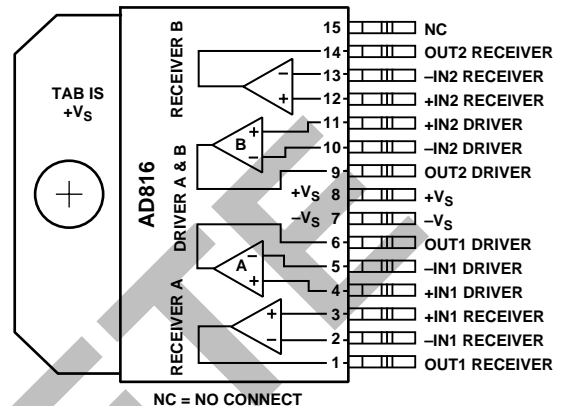 15 NC
14 OUT2 RECEIVER
13 –IN2 RECEIVER
12 +IN2 RECEIVER
11 +IN2 DRIVER
10 –IN2 DRIVER
9 OUT2 DRIVER
+VS 8 +VS
–VS 7 –VS
6 OUT1 DRIVER
5 –IN1 DRIVER
4 +IN1 DRIVER
3 +IN1 RECEIVER
2 –IN1 RECEIVER
1 OUT1 RECEIVER
TAB IS
+VS
AD816
RECEIVER B
DRIVER A & B
RECEIVER A
–
+
+
B
–
A
–
+
+
–
NC = NO CONNECT